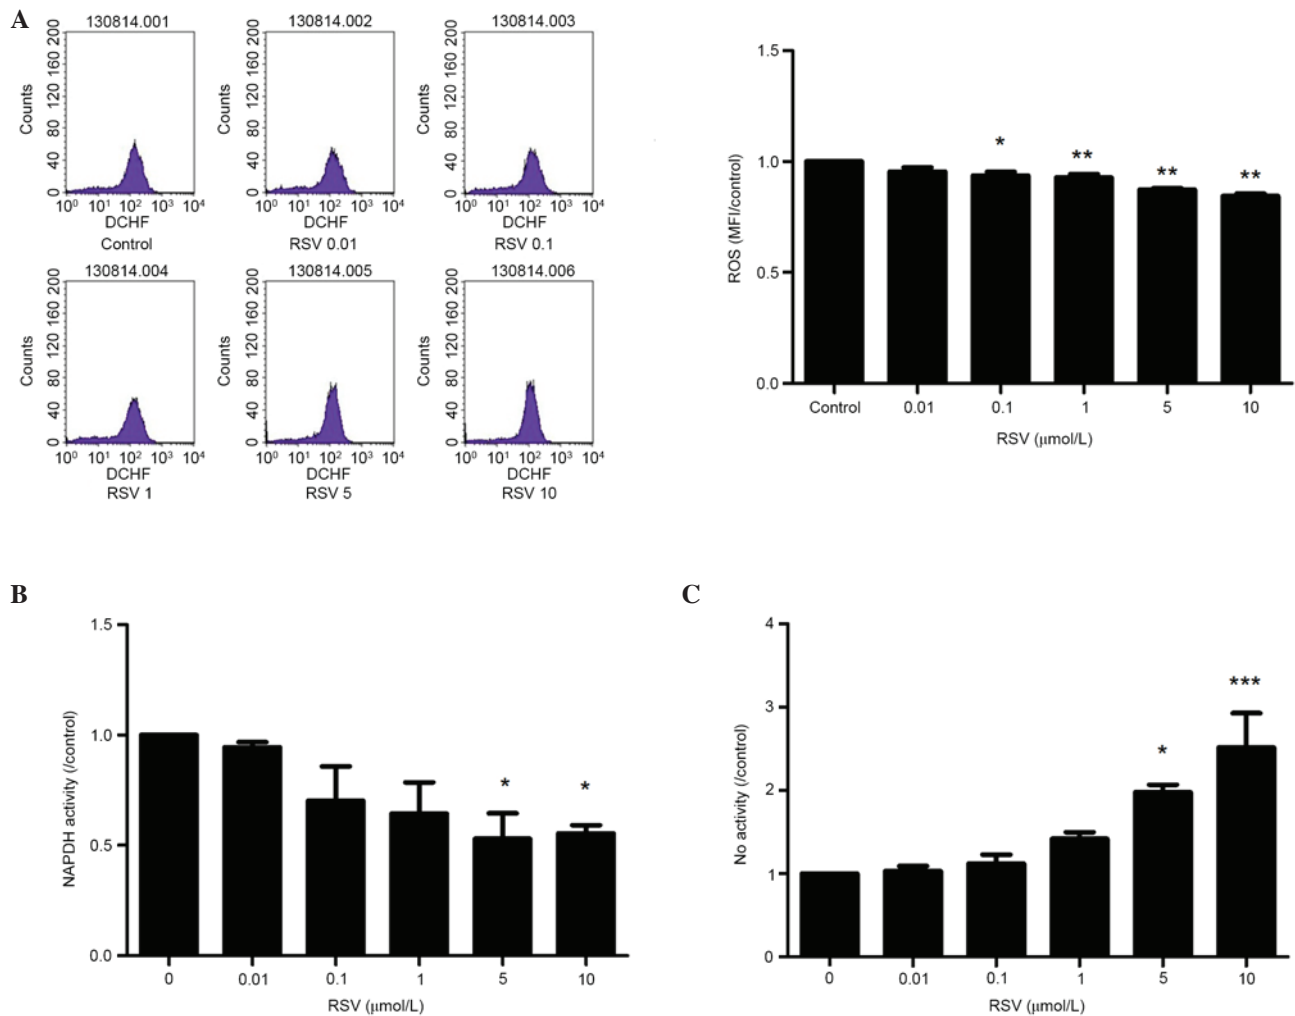 A
130814.001
200
160
120
80
40
0
Counts
10⁰ 10¹ 10² 10³ 10⁴
DCHF
Control
130814.002
200
160
120
80
40
0
Counts
10⁰ 10¹ 10² 10³ 10⁴
DCHF
RSV 0.01
130814.003
200
160
120
80
40
0
Counts
10⁰ 10¹ 10² 10³ 10⁴
DCHF
RSV 0.1
130814.004
200
160
120
80
40
0
Counts
10⁰ 10¹ 10² 10³ 10⁴
DCHF
RSV 1
130814.005
200
160
120
80
40
0
Counts
10⁰ 10¹ 10² 10³ 10⁴
DCHF
RSV 5
130814.006
200
160
120
80
40
0
Counts
10⁰ 10¹ 10² 10³ 10⁴
DCHF
RSV 10
1.5
1.0
0.5
0.0
ROS (MFI/control)
* ** ** **
Control 0.01 0.1 1 5 10
RSV (μmol/L)
B
1.5
1.0
0.5
0.0
NAPDH activity (/control)
* *
0 0.01 0.1 1 5 10
RSV (μmol/L)
C
4
3
2
1
0
No activity (/control)
* ***
0 0.01 0.1 1 5 10
RSV (μmol/L)